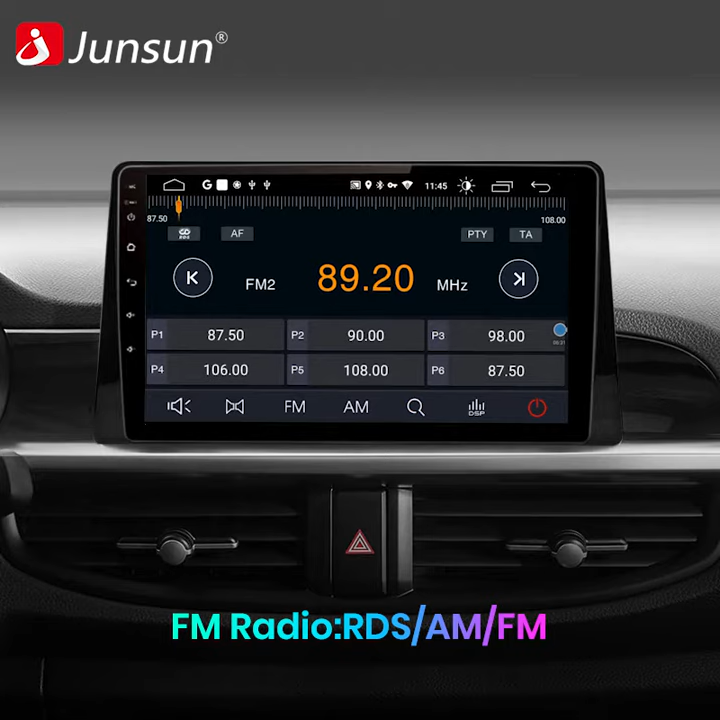 Junsun®
G 11:45
87.50 108.00
RDS AF PTY TA
FM2 89.20 MHz
P1 87.50 P2 90.00 P3 98.00
P4 106.00 P5 108.00 P6 87.50
FM AM DSP
FM Radio:RDS/AM/FM